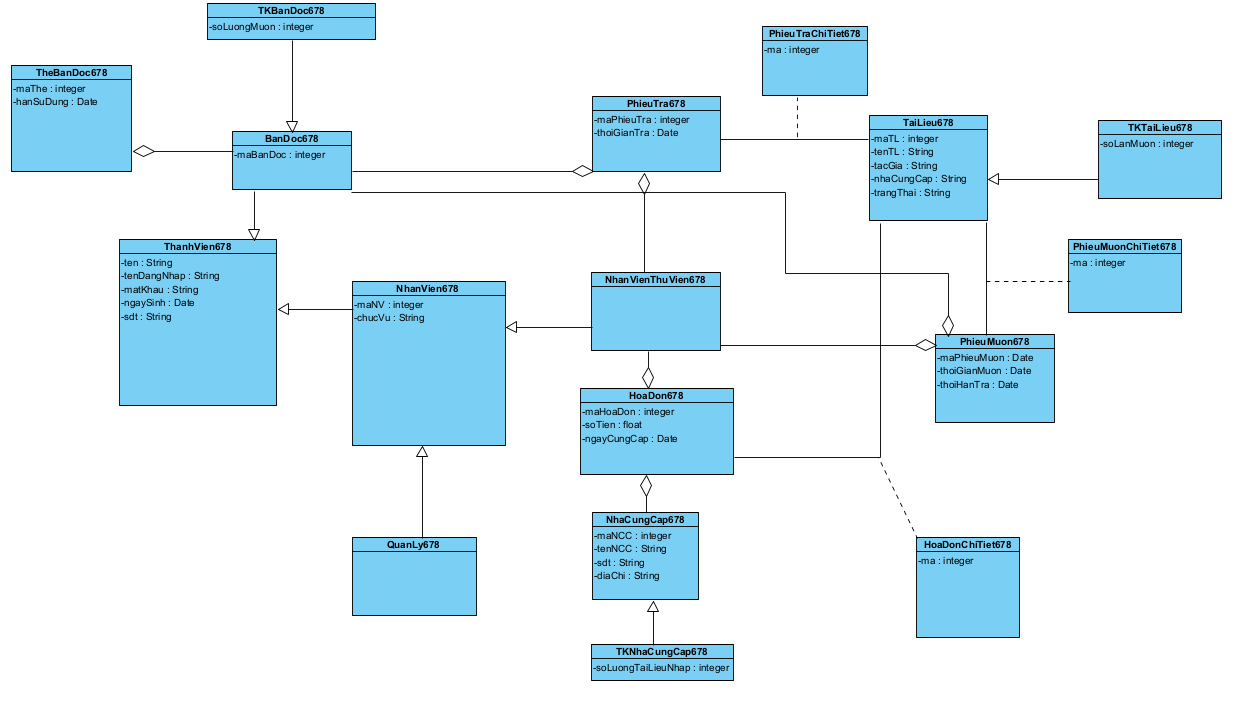 TKBanDoc678
-soLuongMuon : integer
TheBanDoc678
-maThe : integer
-hanSuDung : Date
BanDoc678
-maBanDoc : integer
PhieuTra678
-maPhieuTra : integer
-thoiGianTra : Date
PhieuTraChiTiet678
-ma : integer
TaiLieu678
-maTL : integer
-tenTL : String
-tacGia : String
-nhaCungCap : String
-trangThai : String
TKTaiLieu678
-soLanMuon : integer
ThanhVien678
-ten : String
-tenDangNhap : String
-matKhau : String
-ngaySinh : Date
-sdt : String
NhanVien678
-maNV : integer
-chucVu : String
NhanVienThuVien678
PhieuMuonChiTiet678
-ma : integer
PhieuMuon678
-maPhieuMuon : Date
-thoiGianMuon : Date
-thoiHanTra : Date
HoaDon678
-maHoaDon : integer
-soTien : float
-ngayCungCap : Date
QuanLy678
NhaCungCap678
-maNCC : integer
-tenNCC : String
-sdt : String
-diaChi : String
HoaDonChiTiet678
-ma : integer
TKNhaCungCap678
-soLuongTaiLieuNhap : integer